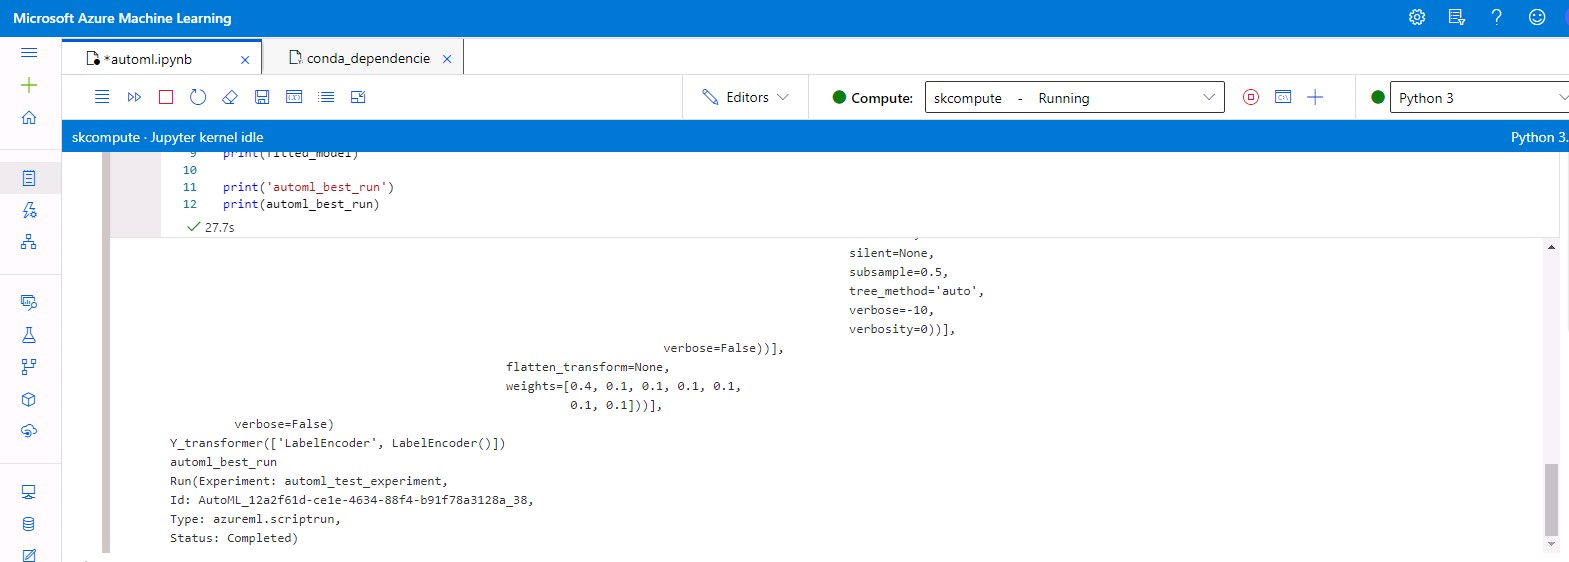 Microsoft Azure Machine Learning
*automl.ipynb
conda_dependencie
Editors
Compute:
skcompute - Running
Python 3
skcompute · Jupyter kernel idle
Python 3.
9 print(fitted_model)
10
11 print('automl_best_run')
12 print(automl_best_run)
27.7s
silent=None,
subsample=0.5,
tree_method='auto',
verbose=-10,
verbosity=0))],
verbose=False))],
flatten_transform=None,
weights=[0.4, 0.1, 0.1, 0.1, 0.1,
0.1, 0.1]))],
verbose=False)
Y_transformer(['LabelEncoder', LabelEncoder()])
automl_best_run
Run(Experiment: automl_test_experiment,
Id: AutoML_12a2f61d-ce1e-4634-88f4-b91f78a3128a_38,
Type: azureml.scriptrun,
Status: Completed)